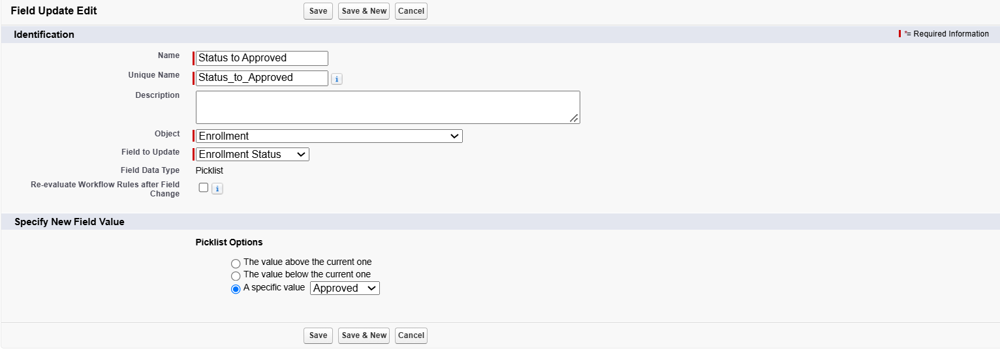 Field Update Edit Save Save & New Cancel
Identification *= Required Information
Name Status to Approved
Unique Name Status_to_Approved i
Description
Object Enrollment
Field to Update Enrollment Status
Field Data Type Picklist
Re-evaluate Workflow Rules after Field
Change i
Specify New Field Value
Picklist Options
The value above the current one
The value below the current one
A specific value Approved
Save Save & New Cancel